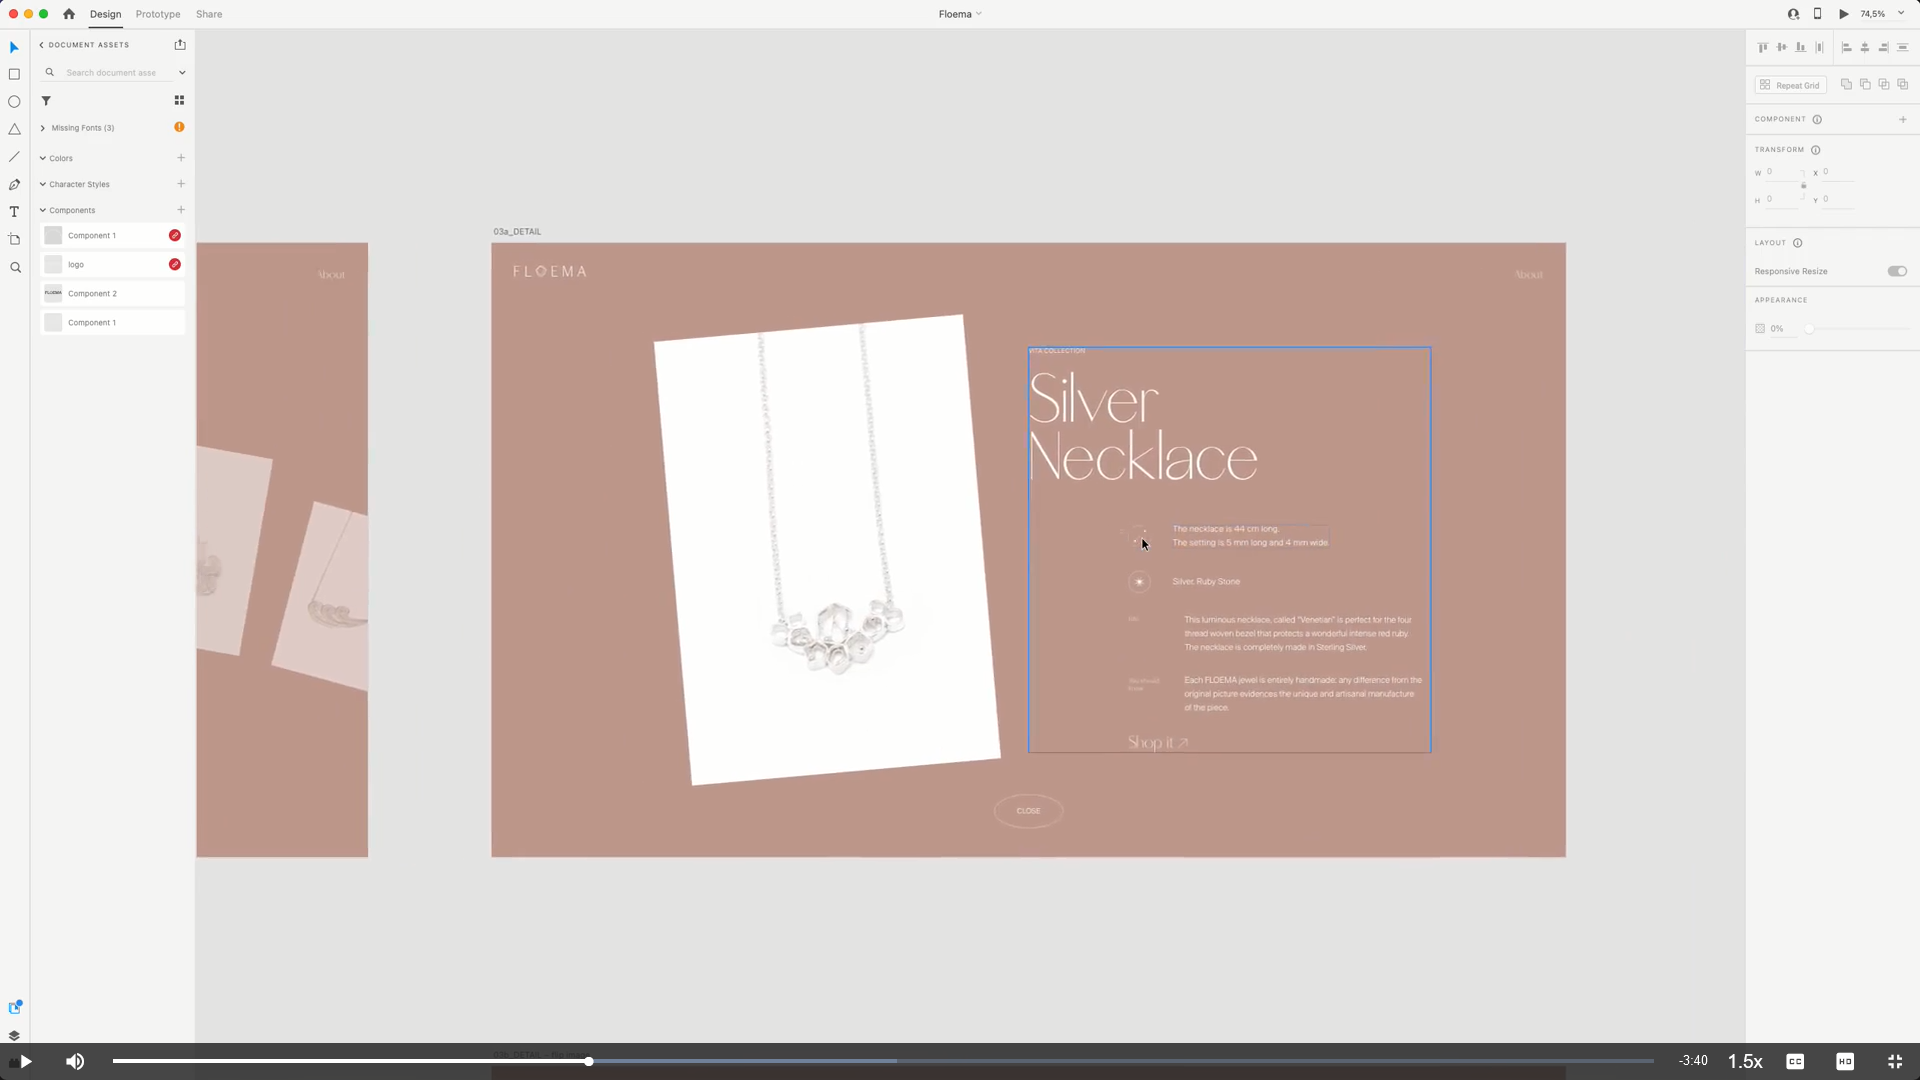 Design
Prototype
Share
Floema
74,5%
DOCUMENT ASSETS
Search document asse
Missing Fonts (3)
Colors
Character Styles
Components
Component 1
logo
FLOEMA
Component 2
Component 1
About
03a_DETAIL
FLOEMA
About
VITA COLLECTION
Silver
Necklace
The necklace is 44 cm long.
The setting is 5 mm long and 4 mm wide.
Silver, Ruby Stone
This luminous necklace, called "Venetian" is perfect for the four
thread woven bezel that protects a wonderful intense red ruby.
The necklace is completely made in Sterling Silver.
Each FLOEMA jewel is entirely handmade: any difference from the
original picture evidences the unique and artisanal manufacture
of the piece.
Shop it
CLOSE
Repeat Grid
COMPONENT
TRANSFORM
W 0 X 0
H 0 Y 0
LAYOUT
Responsive Resize
APPEARANCE
0%
-3:40
1.5x
CC
HD